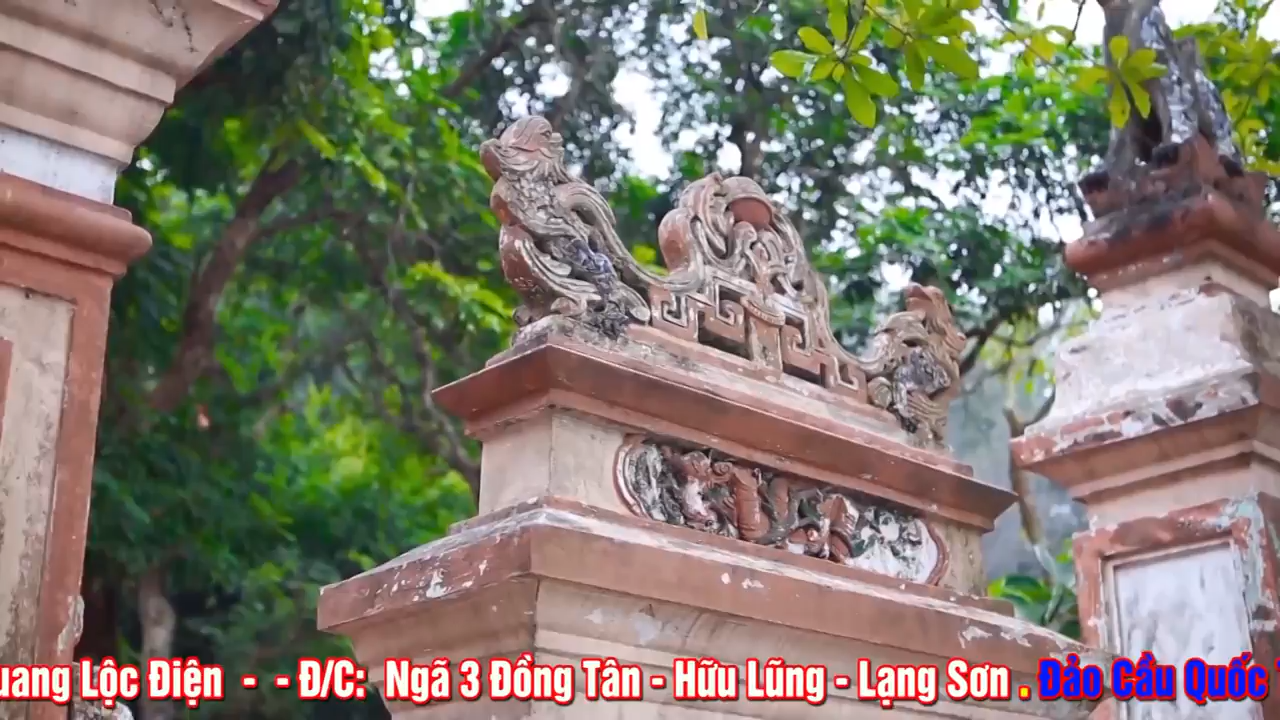 uang Lộc Điện - - Đ/C: Ngã 3 Đồng Tân - Hữu Lũng - Lạng Sơn . Đảo Cầu Quốc